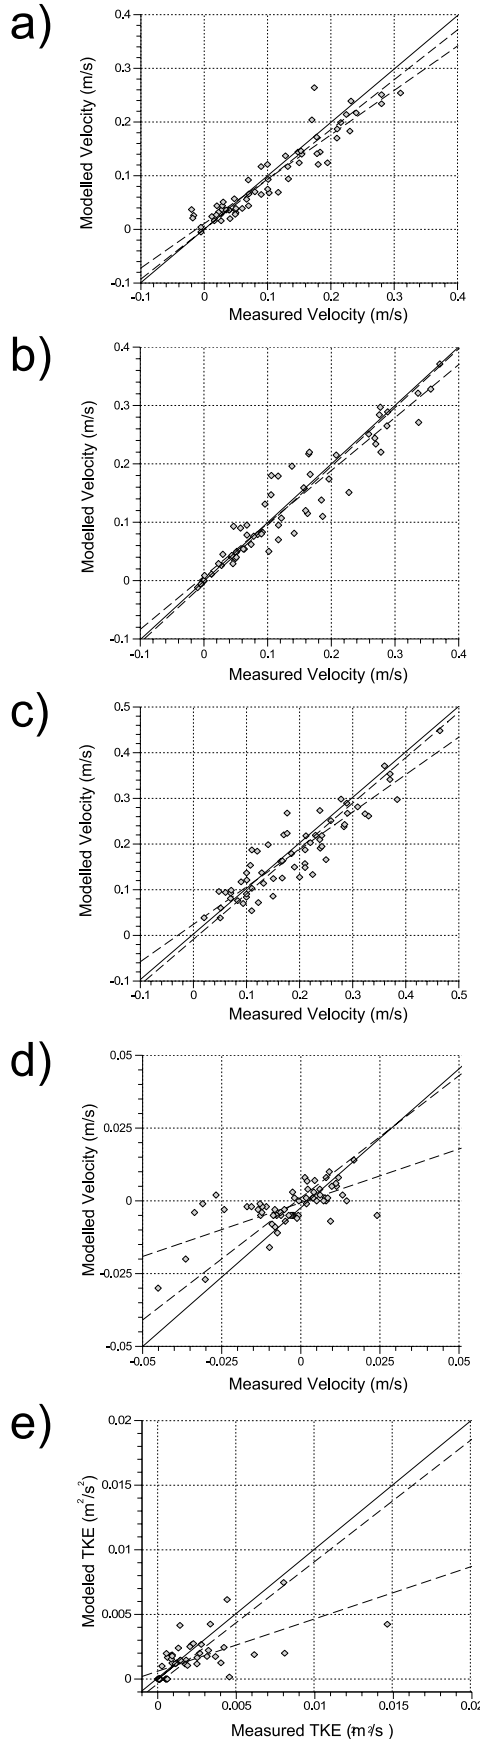 a)
0.4
0.3
0.2
0.1
0
-0.1
Modelled Velocity (m/s)
-0.1 0 0.1 0.2 0.3 0.4
Measured Velocity (m/s)
b)
0.4
0.3
0.2
0.1
0
-0.1
Modelled Velocity (m/s)
-0.1 0 0.1 0.2 0.3 0.4
Measured Velocity (m/s)
c)
0.5
0.4
0.3
0.2
0.1
0
-0.1
Modelled Velocity (m/s)
-0.1 0 0.1 0.2 0.3 0.4 0.5
Measured Velocity (m/s)
d)
0.05
0.025
0
-0.025
-0.05
Modelled Velocity (m/s)
-0.05 -0.025 0 0.025 0.05
Measured Velocity (m/s)
e)
0.02
0.015
0.01
0.005
0
Modeled TKE (m²/s²)
0 0.005 0.01 0.015 0.02
Measured TKE